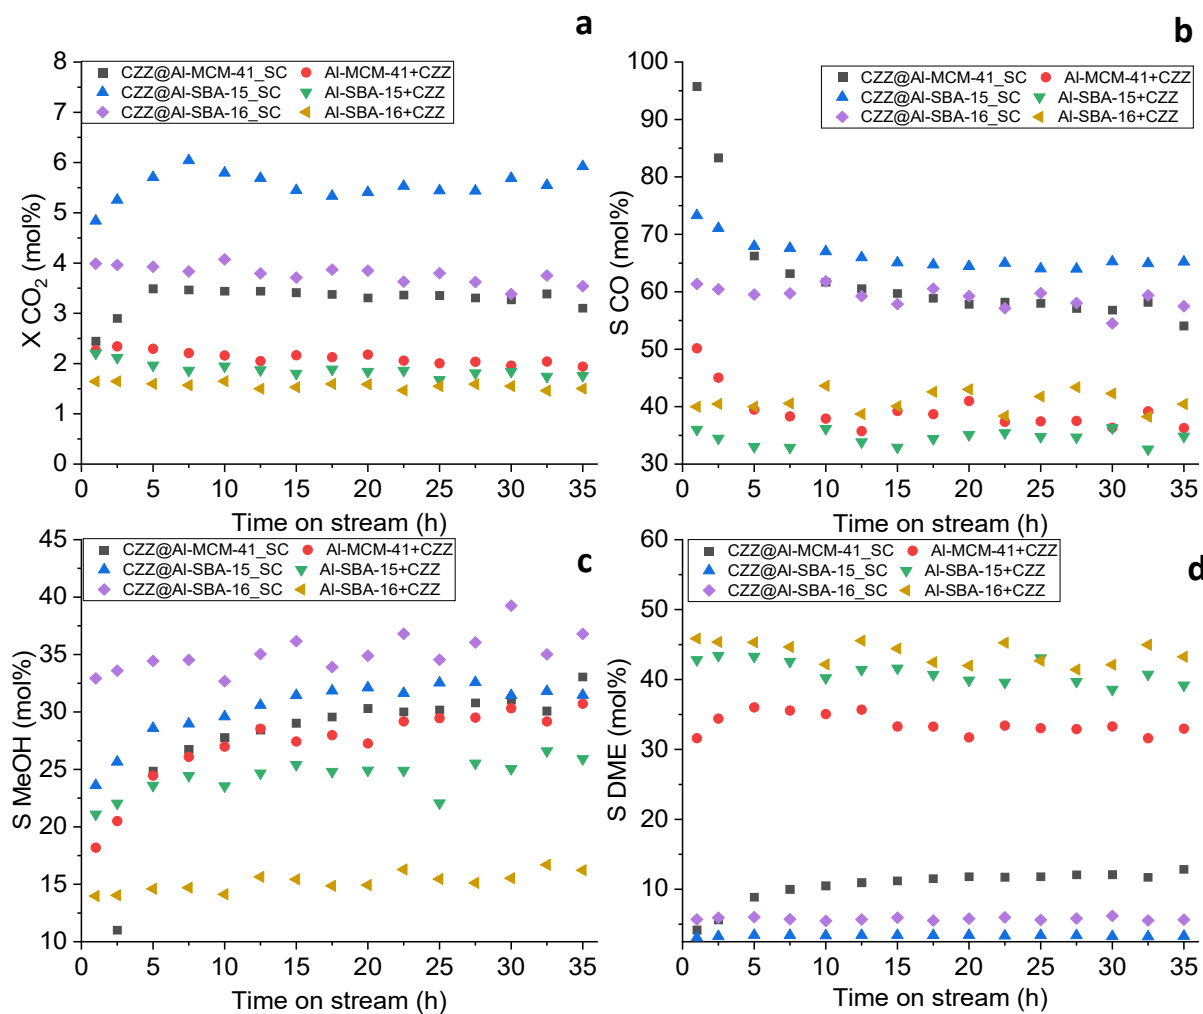 a
8
7
6
5
4
3
2
1
0
X CO₂ (mol%)
CZZ@Al-MCM-41_SC Al-MCM-41+CZZ
CZZ@Al-SBA-15_SC Al-SBA-15+CZZ
CZZ@Al-SBA-16_SC Al-SBA-16+CZZ
0 5 10 15 20 25 30 35
Time on stream (h)
b
100
90
80
70
60
50
40
30
S CO (mol%)
CZZ@Al-MCM-41_SC Al-MCM-41+CZZ
CZZ@Al-SBA-15_SC Al-SBA-15+CZZ
CZZ@Al-SBA-16_SC Al-SBA-16+CZZ
0 5 10 15 20 25 30 35
Time on stream (h)
45
40
35
30
25
20
15
10
S MeOH (mol%)
CZZ@Al-MCM-41_SC Al-MCM-41+CZZ
CZZ@Al-SBA-15_SC Al-SBA-15+CZZ
CZZ@Al-SBA-16_SC Al-SBA-16+CZZ
c
0 5 10 15 20 25 30 35
Time on stream (h)
60
50
40
30
20
10
S DME (mol%)
CZZ@Al-MCM-41_SC Al-MCM-41+CZZ
CZZ@Al-SBA-15_SC Al-SBA-15+CZZ
CZZ@Al-SBA-16_SC Al-SBA-16+CZZ
d
0 5 10 15 20 25 30 35
Time on stream (h)